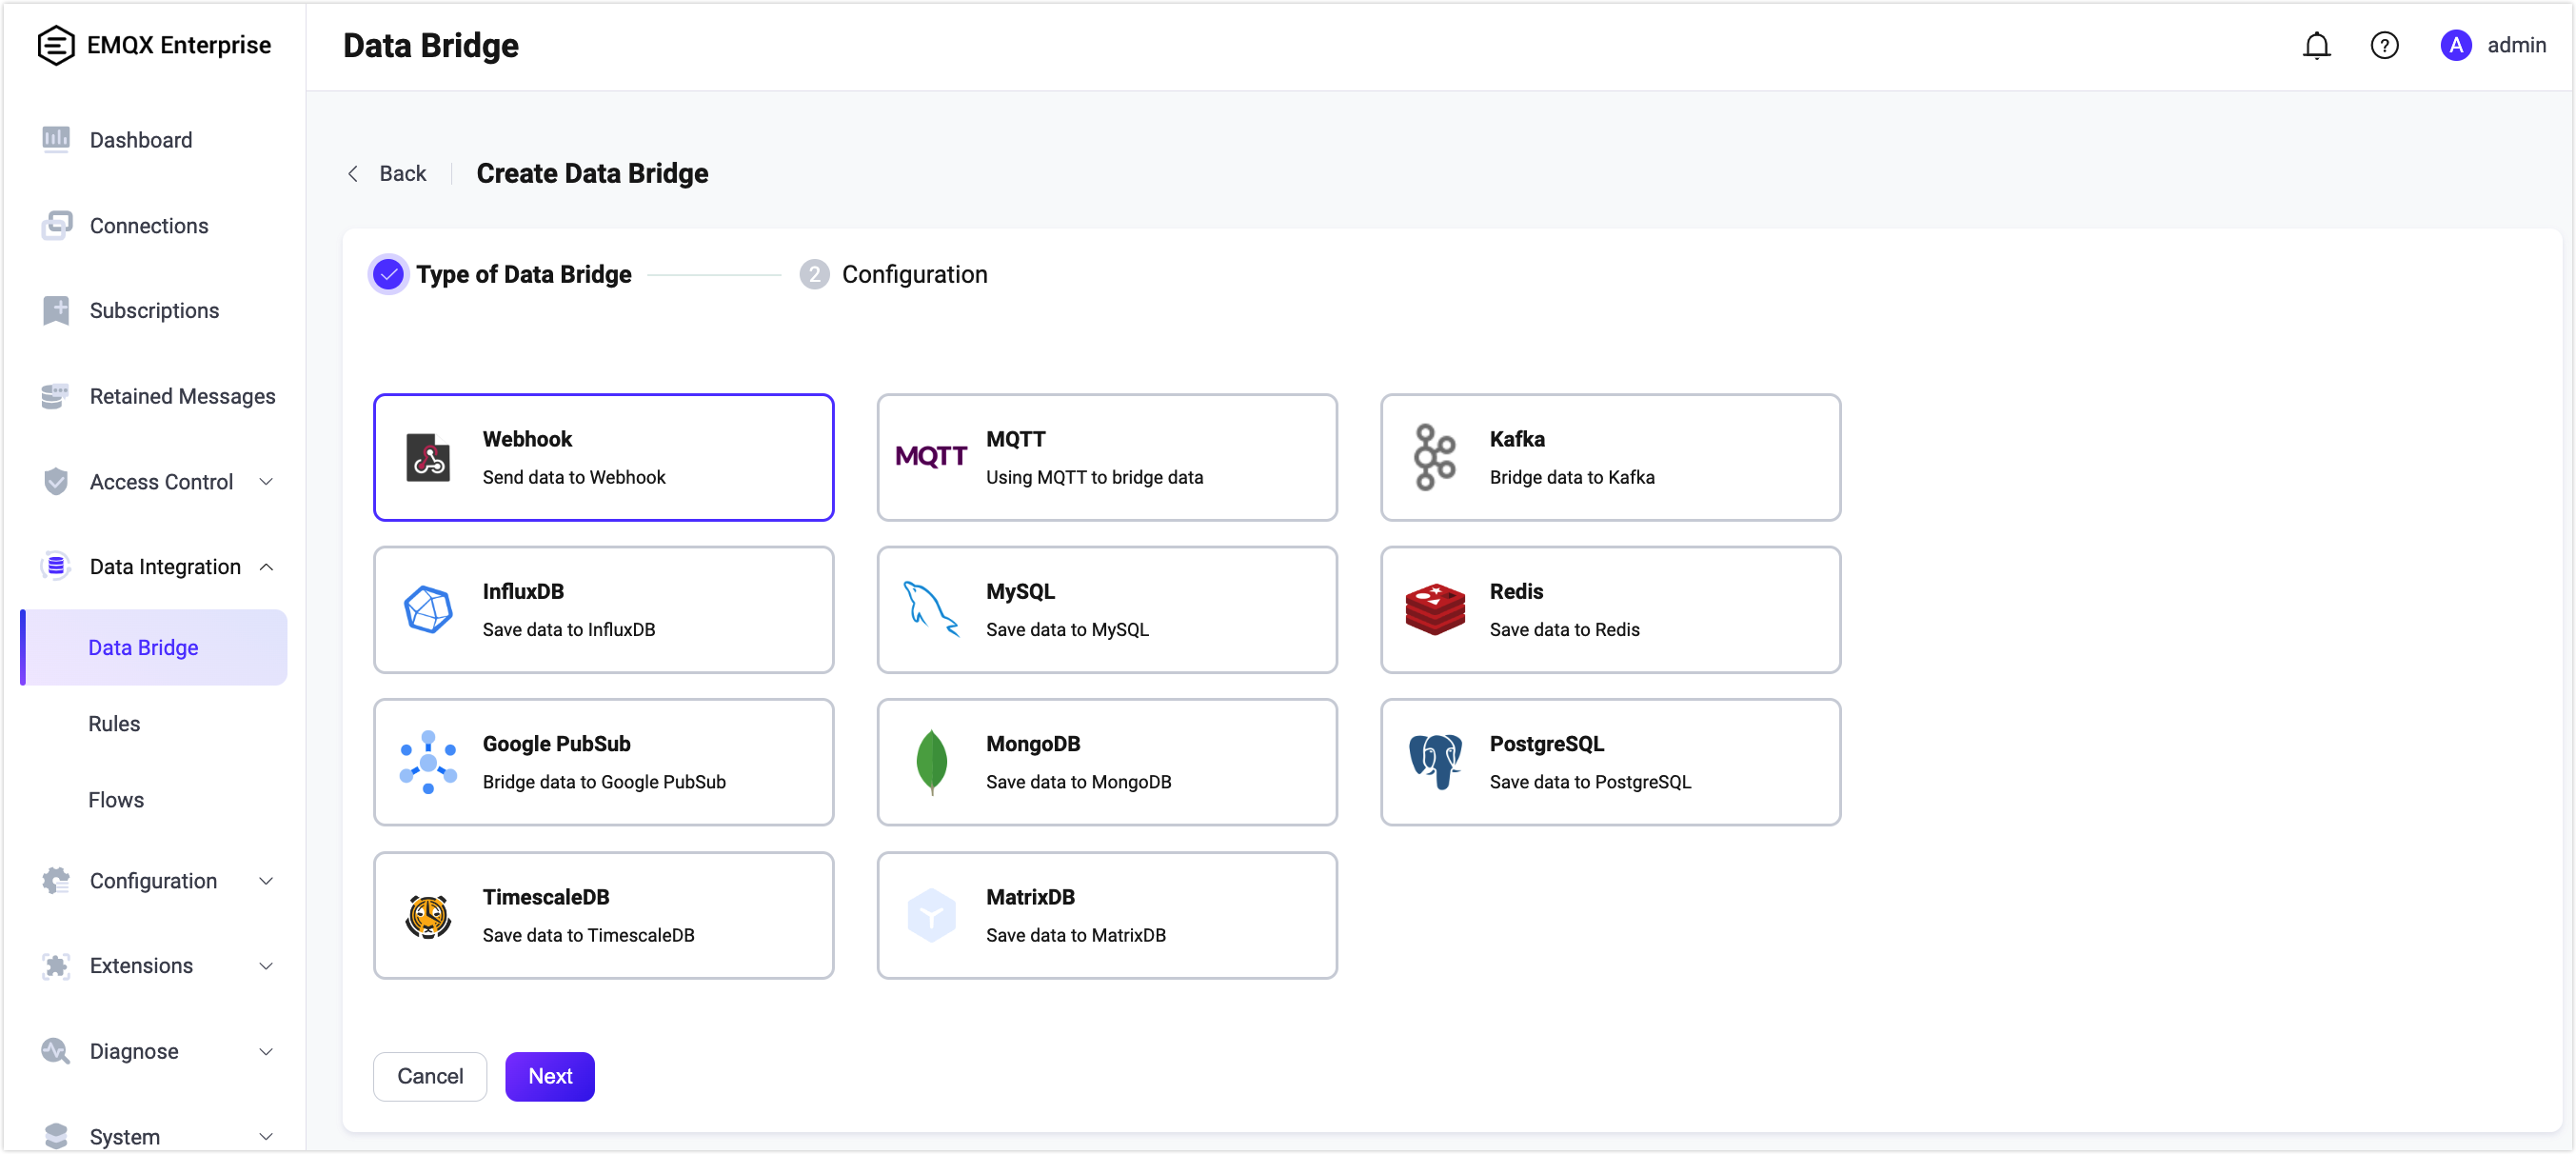 EMQX Enterprise
Data Bridge
A admin
Dashboard
Connections
Subscriptions
Retained Messages
Access Control
Data Integration
Data Bridge
Rules
Flows
Configuration
Extensions
Diagnose
System
Back
Create Data Bridge
Type of Data Bridge
2 Configuration
Webhook
Send data to Webhook
MQTT
MQTT
Using MQTT to bridge data
Kafka
Bridge data to Kafka
InfluxDB
Save data to InfluxDB
MySQL
Save data to MySQL
Redis
Save data to Redis
Google PubSub
Bridge data to Google PubSub
MongoDB
Save data to MongoDB
PostgreSQL
Save data to PostgreSQL
TimescaleDB
Save data to TimescaleDB
MatrixDB
Save data to MatrixDB
Cancel
Next